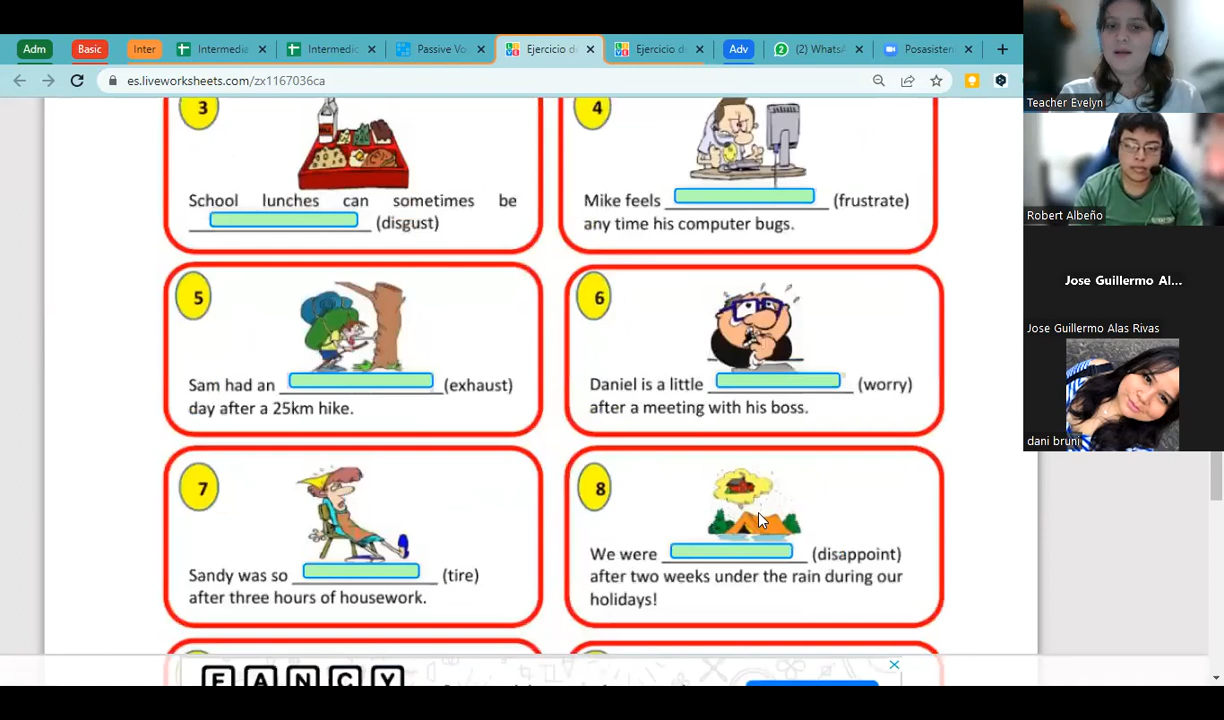 Adm
Basic
Inter
Intermedie
Intermedic
Passive Vo
Ejercicio de
Ejercicio d
Adv
(2) WhatsA
Posasisten
es.liveworksheets.com/zx1167036ca
Teacher Evelyn
Robert Albeño
Jose Guillermo Al...
Jose Guillermo Alas Rivas
dani bruni
3
School lunches can sometimes be
(disgust)
4
Mike feels (frustrate)
any time his computer bugs.
5
Sam had an (exhaust)
day after a 25km hike.
6
Daniel is a little (worry)
after a meeting with his boss.
7
Sandy was so (tire)
after three hours of housework.
8
We were (disappoint)
after two weeks under the rain during our
holidays!
FANCY